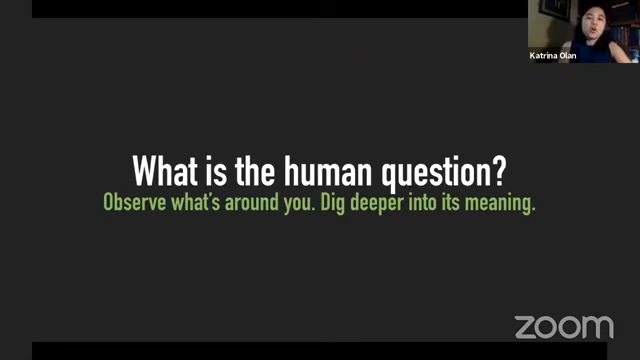 Katrina Olan
What is the human question?
Observe what's around you. Dig deeper into its meaning.
zoom